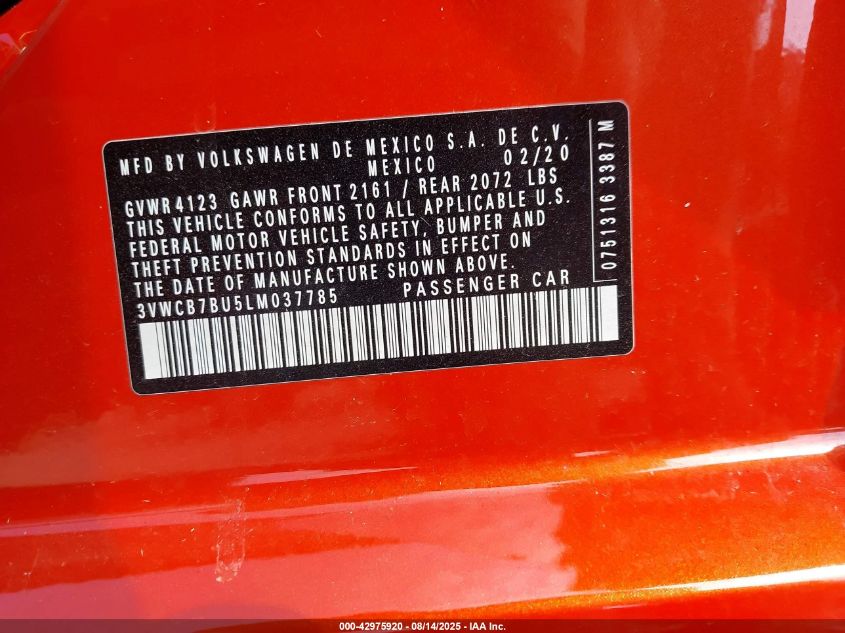 MFD BY VOLKSWAGEN DE MEXICO S.A. DE C.V.
MEXICO 02/20
GVWR4123 GAWR FRONT 2161 / REAR 2072 LBS
THIS VEHICLE CONFORMS TO ALL APPLICABLE U.S.
FEDERAL MOTOR VEHICLE SAFETY, BUMPER AND
THEFT PREVENTION STANDARDS IN EFFECT ON
THE DATE OF MANUFACTURE SHOWN ABOVE.
3VWCB7BU5LM037785 PASSENGER CAR
0751316 3387 M
000-42975920 - 08/14/2025 - IAA Inc.